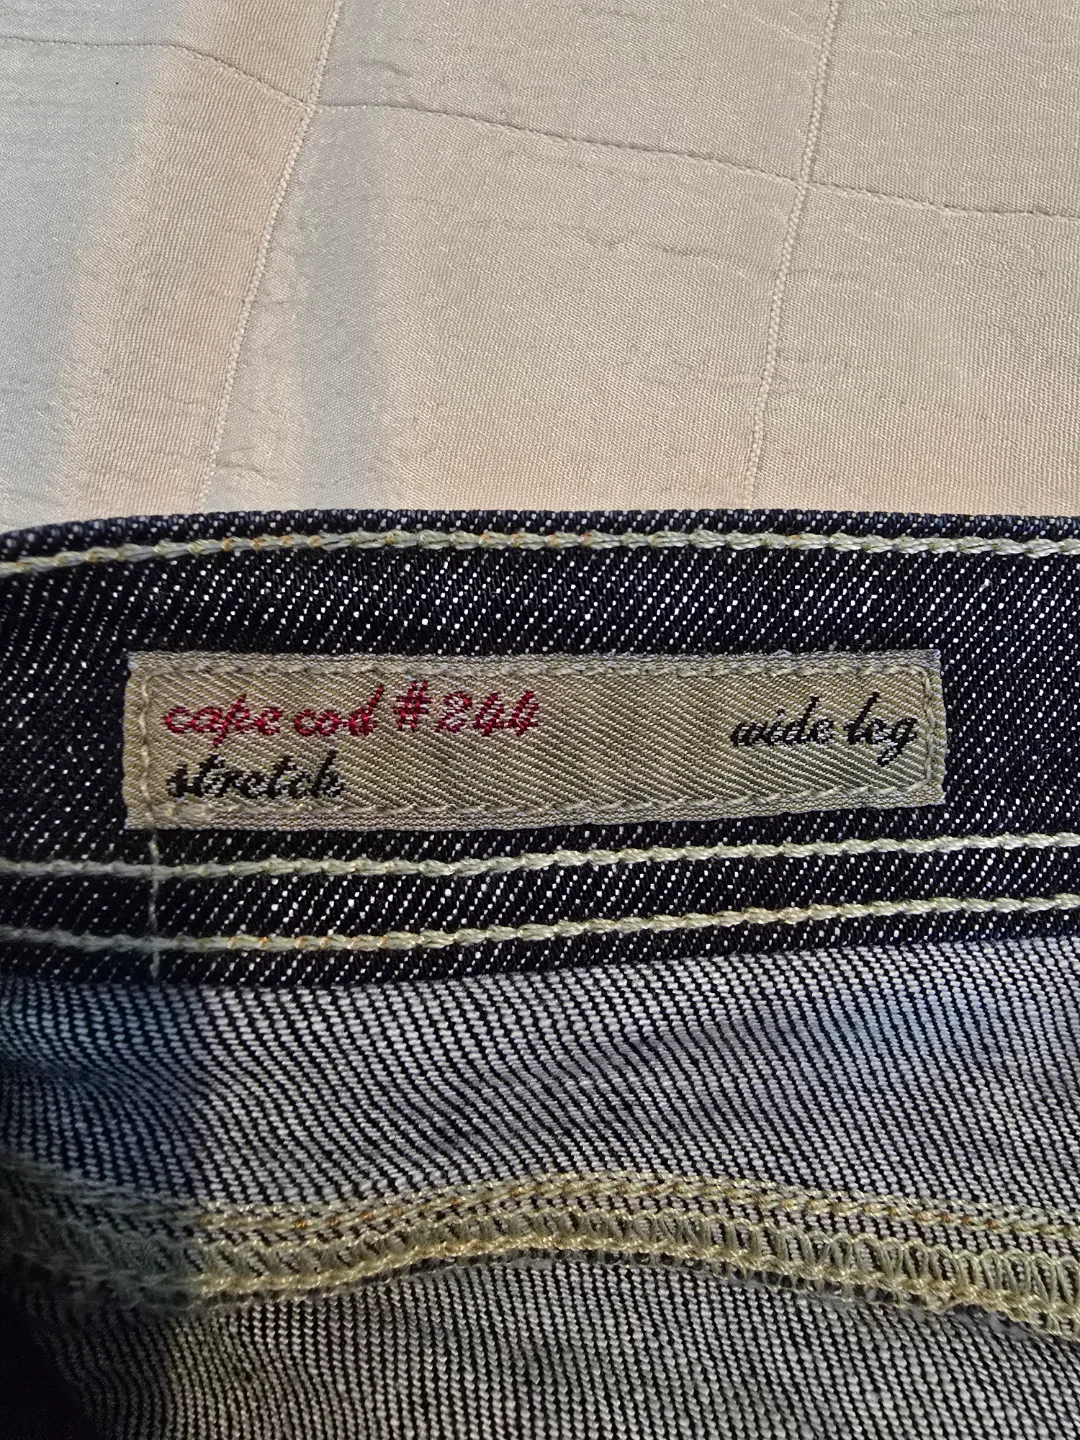 cape cod #244 wide leg
stretch